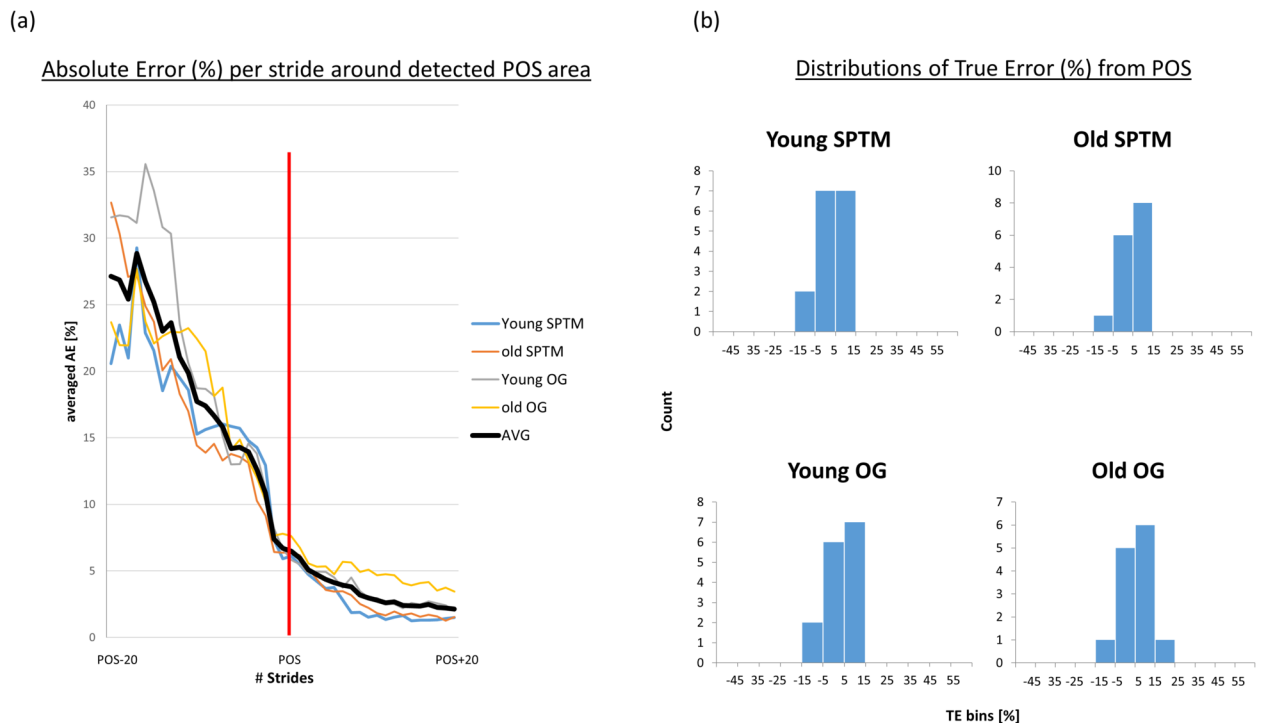 (a)
(b)
Absolute Error (%) per stride around detected POS area
Distributions of True Error (%) from POS
40
35
30
25
20
15
10
5
0
averaged AE [%]
POS-20
POS
POS+20
# Strides
Young SPTM
old SPTM
Young OG
old OG
AVG
Count
Young SPTM
8
7
6
5
4
3
2
1
0
-45 35 -15 -5 5 15 25 35 45 55
Old SPTM
10
8
6
4
2
0
-45 35 -15 -5 5 15 25 35 45 55
Young OG
8
7
6
5
4
3
2
1
0
-45 35 -15 -5 5 15 25 35 45 55
Old OG
7
6
5
4
3
2
1
0
-45 35 -15 -5 5 15 25 35 45 55
TE bins [%]